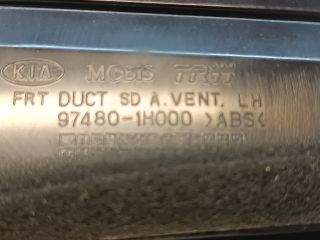 KIA MOBIS TRW
FRT DUCT SD A.VENT, LH
97480-1H000 >ABS<